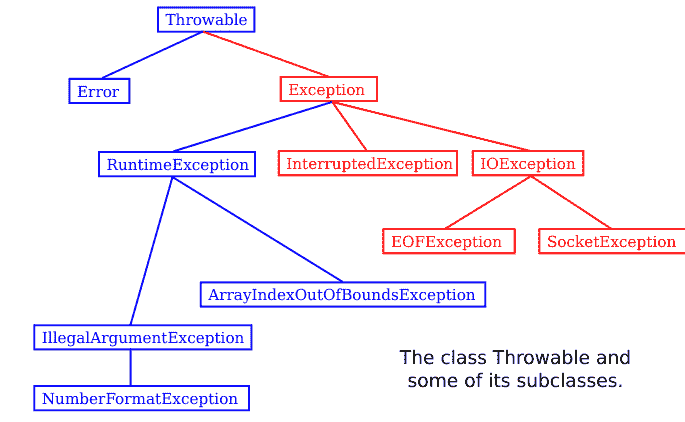 Throwable
Error
Exception
RuntimeException
InterruptedException
IOException
EOFException
SocketException
ArrayIndexOutOfBoundsException
IllegalArgumentException
NumberFormatException
The class Throwable and
some of its subclasses.